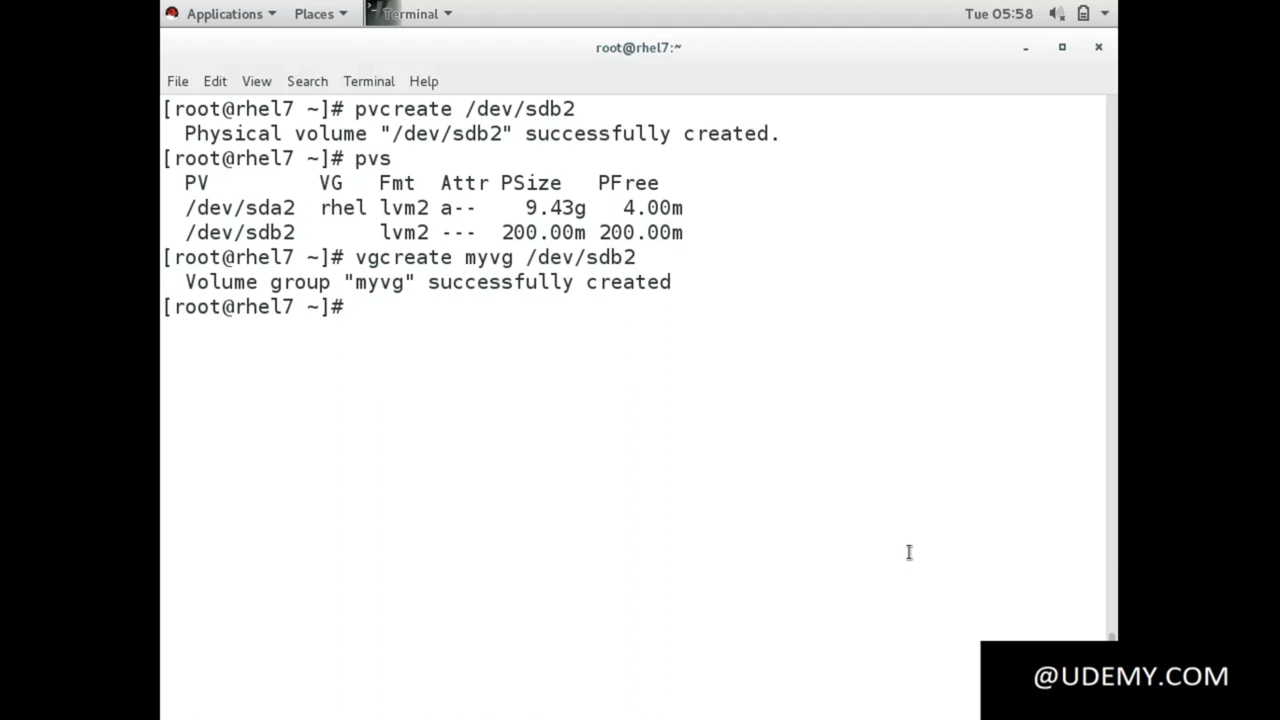 Applications Places Terminal Tue 05:58
root@rhel7:~
File Edit View Search Terminal Help
[root@rhel7 ~]# pvcreate /dev/sdb2
  Physical volume "/dev/sdb2" successfully created.
[root@rhel7 ~]# pvs
  PV         VG   Fmt  Attr PSize   PFree
  /dev/sda2  rhel lvm2 a--    9.43g   4.00m
  /dev/sdb2       lvm2 ---  200.00m 200.00m
[root@rhel7 ~]# vgcreate myvg /dev/sdb2
  Volume group "myvg" successfully created
[root@rhel7 ~]#
@UDEMY.COM